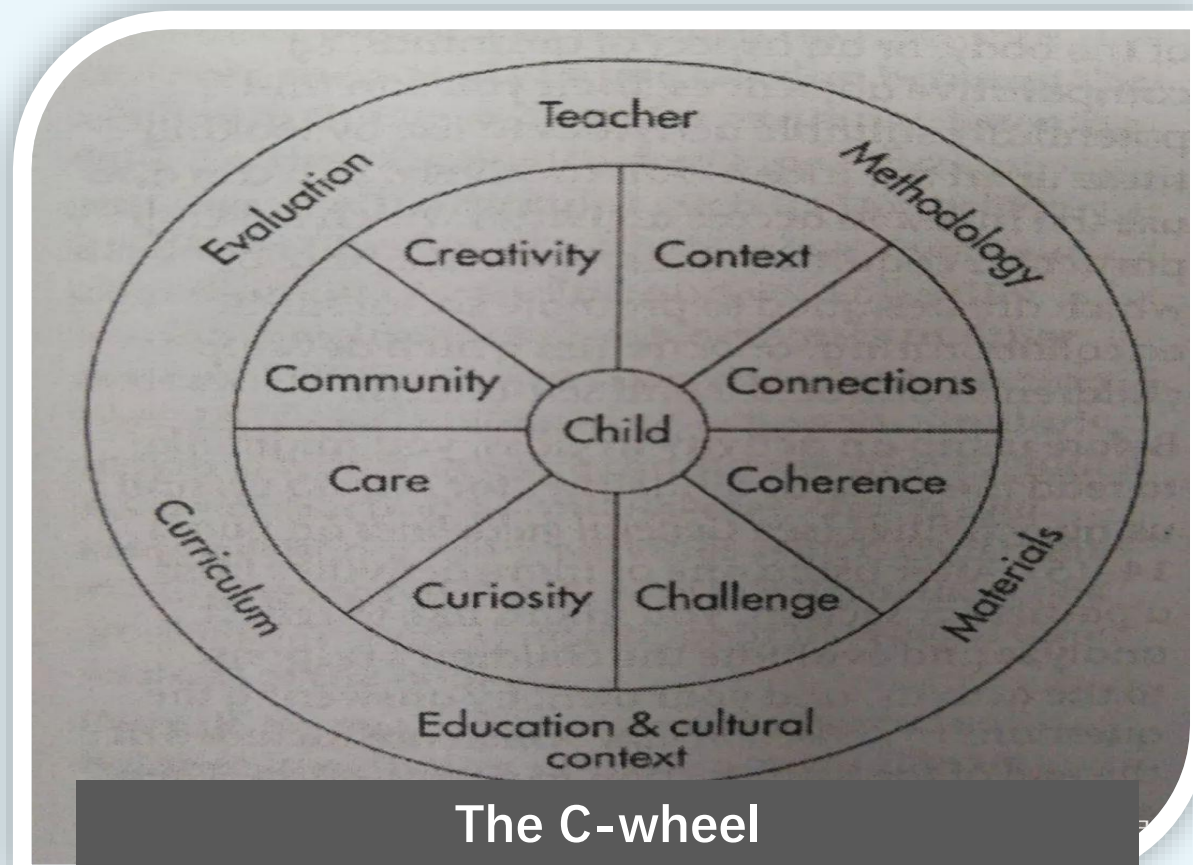 Teacher
Evaluation
Methodology
Creativity
Context
Community
Connections
Child
Care
Coherence
Curriculum
Curiosity
Challenge
Materials
Education & cultural
context
The C-wheel